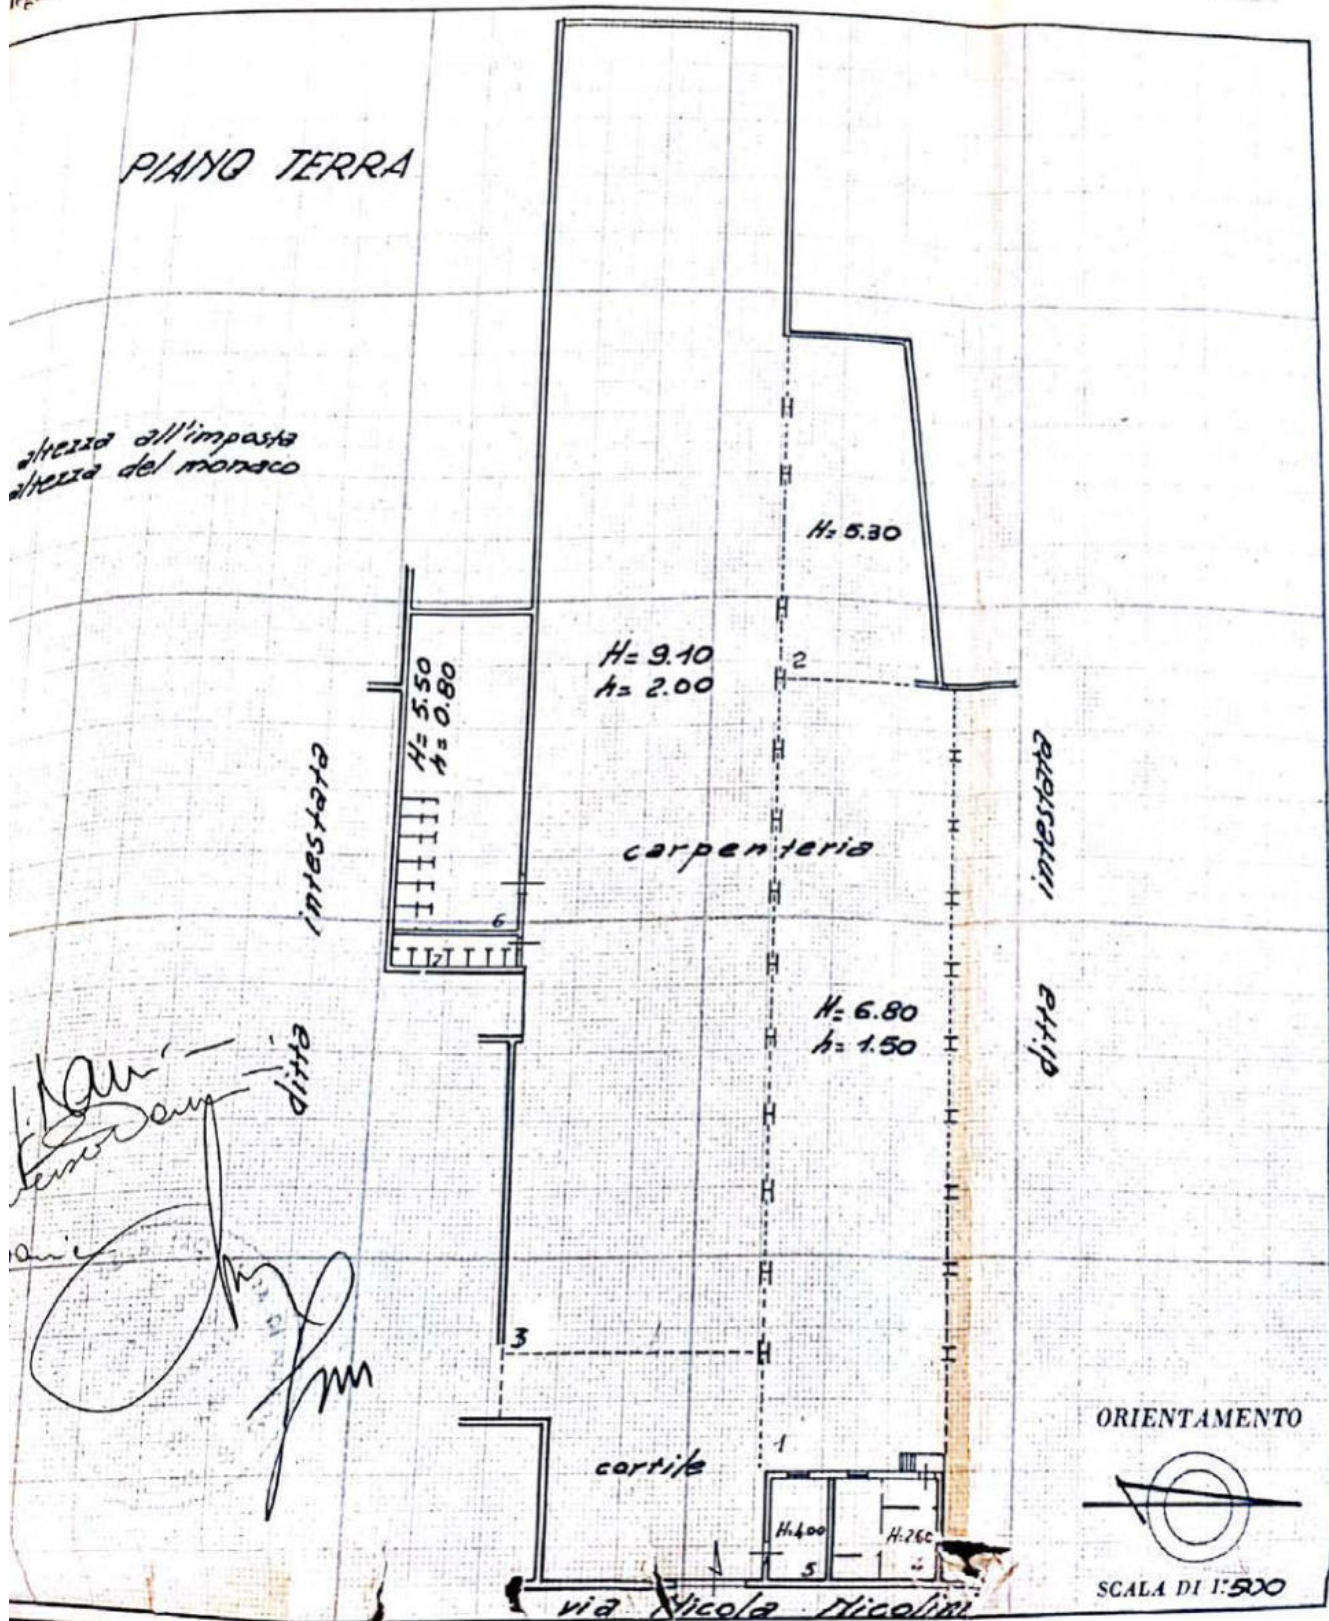 PIANO TERRA
altezza all'imposta
altezza del monaco
H= 5.30
H= 9.10
h= 2.00
2
H= 5.50
h= 0.80
intestata
ditta
intestata
ditta
carpenteria
6
7
H= 6.80
h= 1.50
3
1
cortile
H=4.00
5
H=2.60
4
via Nicola Nicolini
ORIENTAMENTO
SCALA DI 1:500